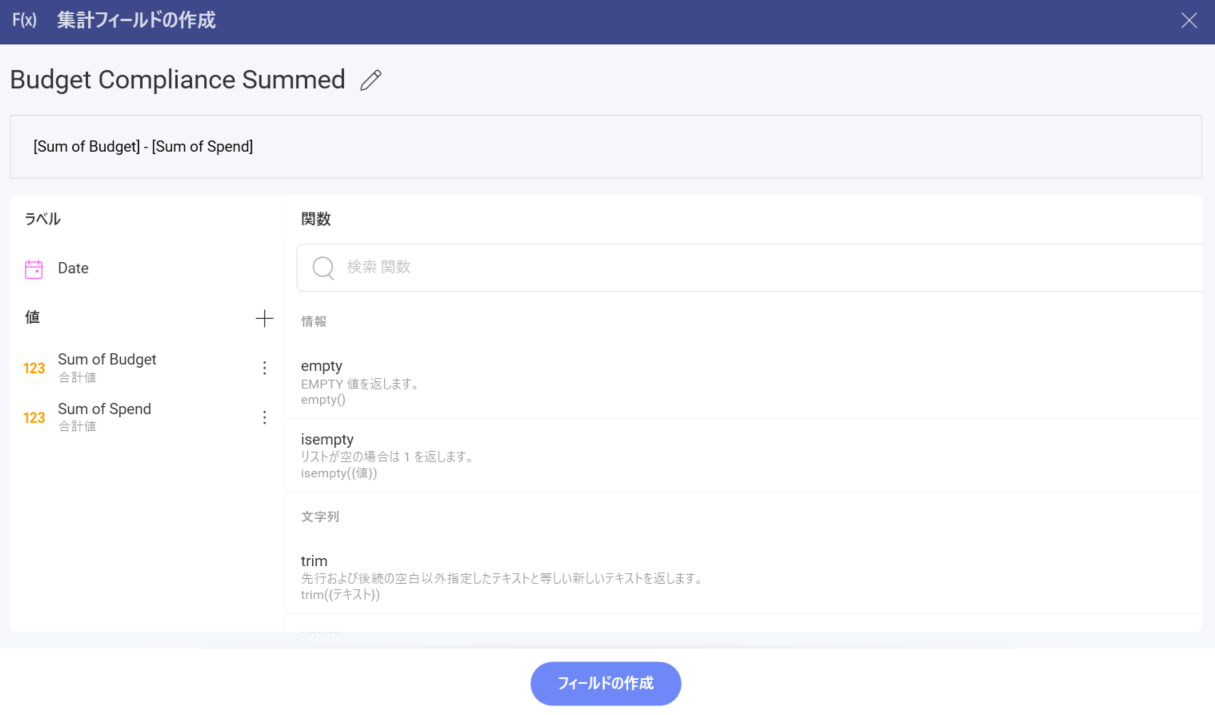 F(x) 集計フィールドの作成
Budget Compliance Summed
[Sum of Budget] - [Sum of Spend]
ラベル
Date
値
123 Sum of Budget
合計値
123 Sum of Spend
合計値
関数
検索 関数
情報
empty
EMPTY 値を返します。
empty()
isempty
リストが空の場合は 1 を返します。
isempty({値})
文字列
trim
先行および後続の空白以外指定したテキストと等しい新しいテキストを返します。
trim({テキスト})
フィールドの作成